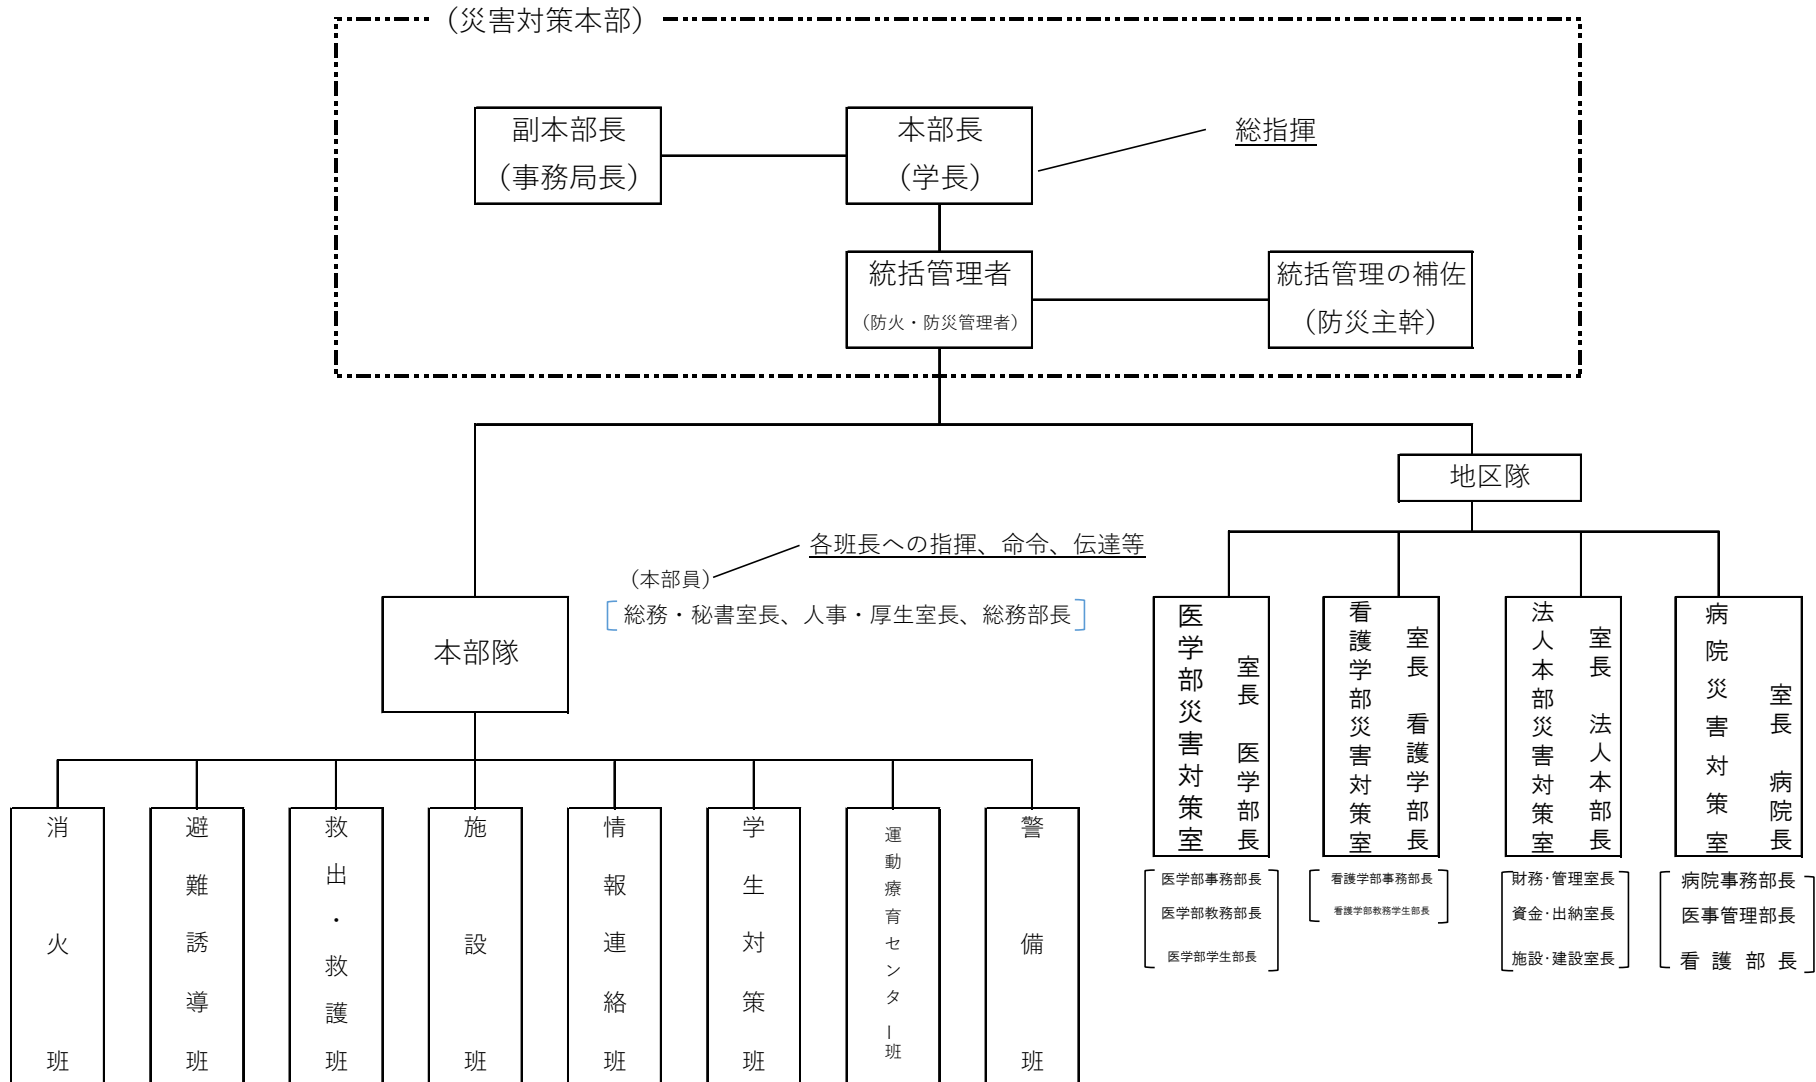 （災害対策本部）
副本部長
（事務局長）
本部長
（学長）
総指揮
統括管理者
（防火・防災管理者）
統括管理の補佐
（防災主幹）
地区隊
各班長への指揮、命令、伝達等
（本部員）
総務・秘書室長、人事・厚生室長、総務部長
本部隊
医学部災害対策室
室長　医学部長
看護学部災害対策室
室長　看護学部長
法人本部災害対策室
室長　法人本部長
病院災害対策室
室長　病院長
医学部事務部長
医学部教務部長
医学部学生部長
看護学部事務部長
看護学部教務学生部長
財務・管理室長
資金・出納室長
施設・建設室長
病院事務部長
医事管理部長
看護部長
消火班
避難誘導班
救出・救護班
施設班
情報連絡班
学生対策班
運動療育センター班
警備班